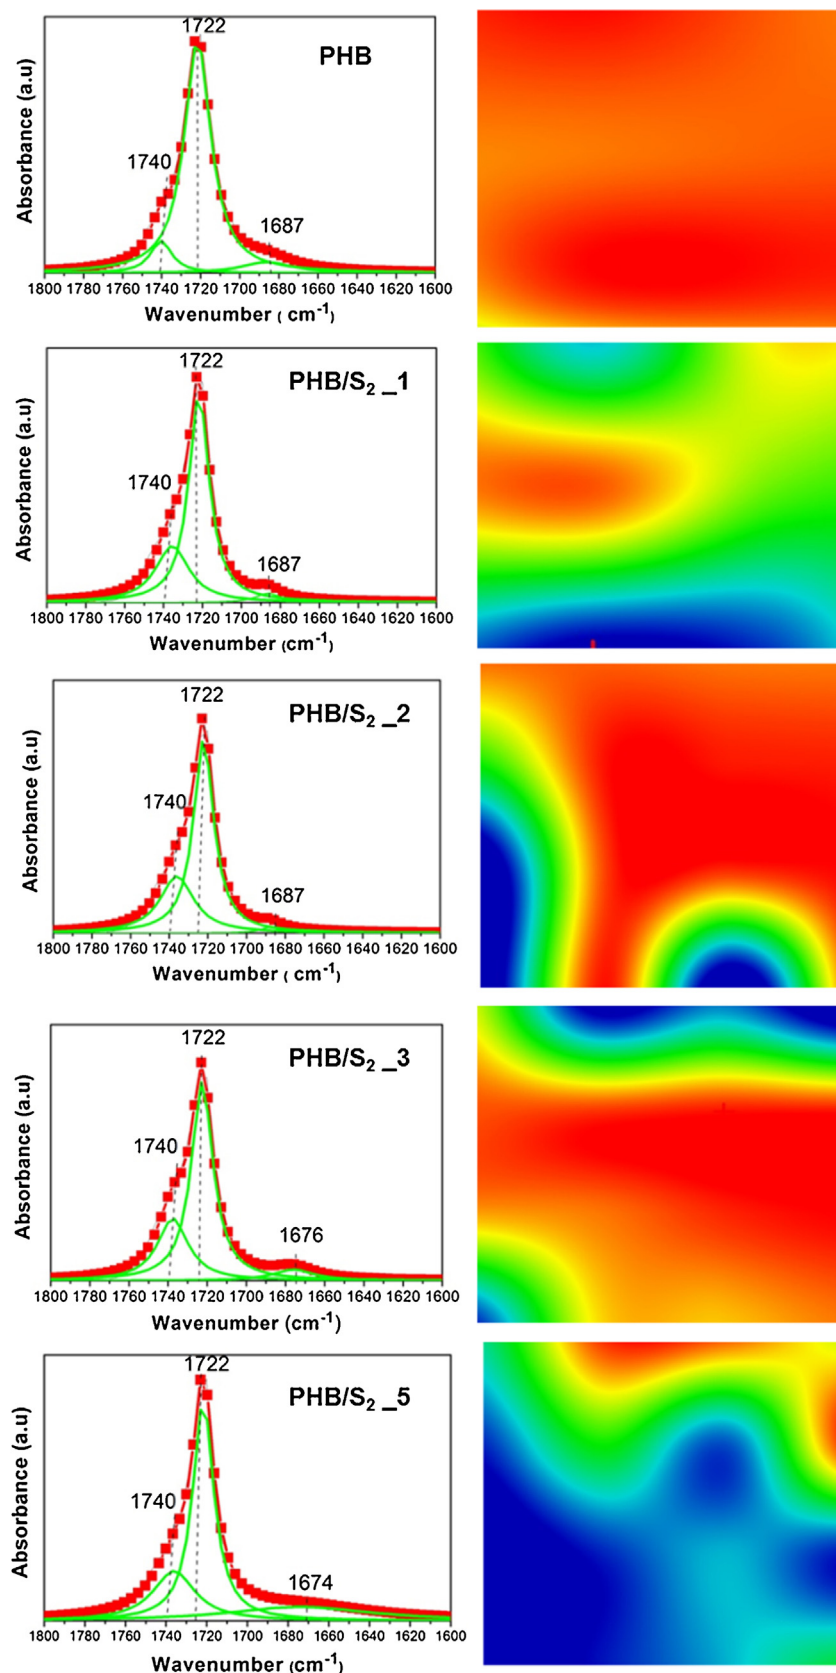 1722
PHB
1740
1687
Absorbance (a.u)
1800 1780 1760 1740 1720 1700 1680 1660 1640 1620 1600
Wavenumber ( cm-1)
1722
PHB/S2 _1
1740
1687
Absorbance (a.u)
1800 1780 1760 1740 1720 1700 1680 1660 1640 1620 1600
Wavenumber (cm-1)
1722
PHB/S2 _2
1740
1687
Absorbance (a.u)
1800 1780 1760 1740 1720 1700 1680 1660 1640 1620 1600
Wavenumber ( cm-1)
1722
PHB/S2 _3
1740
1676
Absorbance (a.u)
1800 1780 1760 1740 1720 1700 1680 1660 1640 1620 1600
Wavenumber (cm-1)
1722
PHB/S2 _5
1740
1674
Absorbance (a.u)
1800 1780 1760 1740 1720 1700 1680 1660 1640 1620 1600
Wavenumber (cm-1)